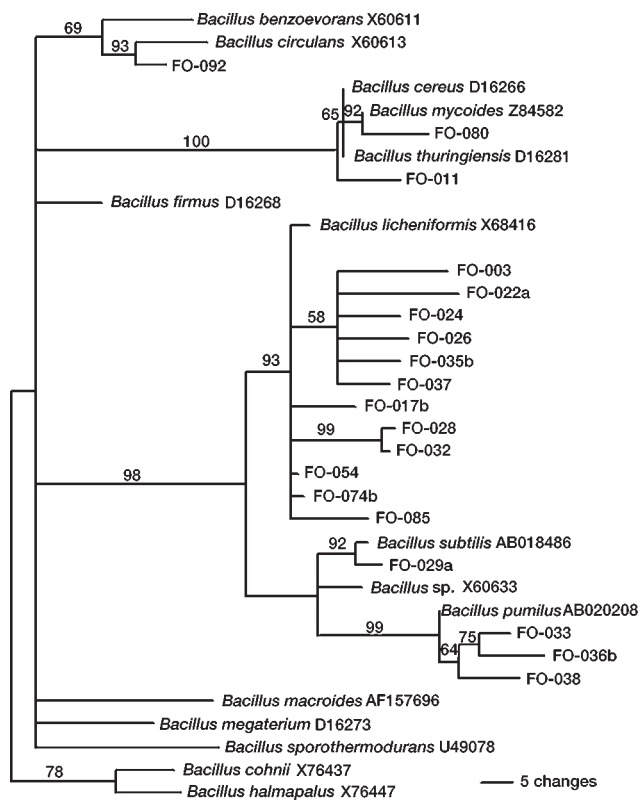 Bacillus benzoevorans X60611
69
Bacillus circulans X60613
93
FO-092
Bacillus cereus D16266
65
92
Bacillus mycoides Z84582
FO-080
100
Bacillus thuringiensis D16281
FO-011
Bacillus firmus D16268
Bacillus licheniformis X68416
FO-003
FO-022a
58
FO-024
FO-026
93
FO-035b
FO-037
FO-017b
99
FO-028
FO-032
98
FO-054
FO-074b
FO-085
92
Bacillus subtilis AB018486
FO-029a
Bacillus sp. X60633
Bacillus pumilus AB020208
99
75
FO-033
64
FO-036b
FO-038
Bacillus macroides AF157696
Bacillus megaterium D16273
Bacillus sporothermodurans U49078
78
Bacillus cohnii X76437
5 changes
Bacillus halmapalus X76447